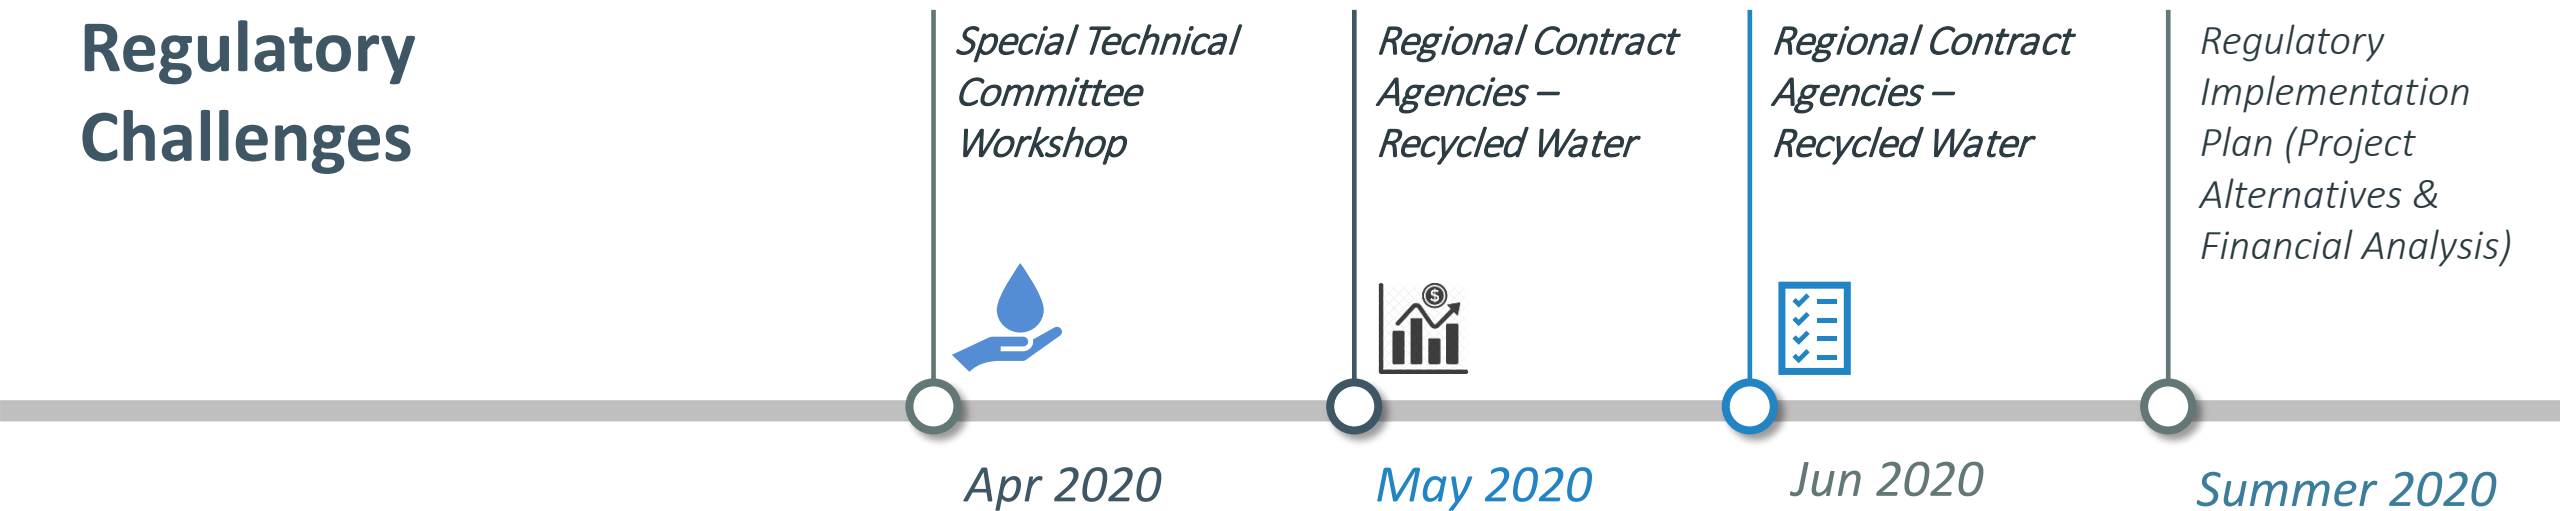 Regulatory
Challenges
Special Technical
Committee
Workshop
Regional Contract
Agencies –
Recycled Water
Regional Contract
Agencies –
Recycled Water
Regulatory
Implementation
Plan (Project
Alternatives &
Financial Analysis)
$
Apr 2020
May 2020
Jun 2020
Summer 2020